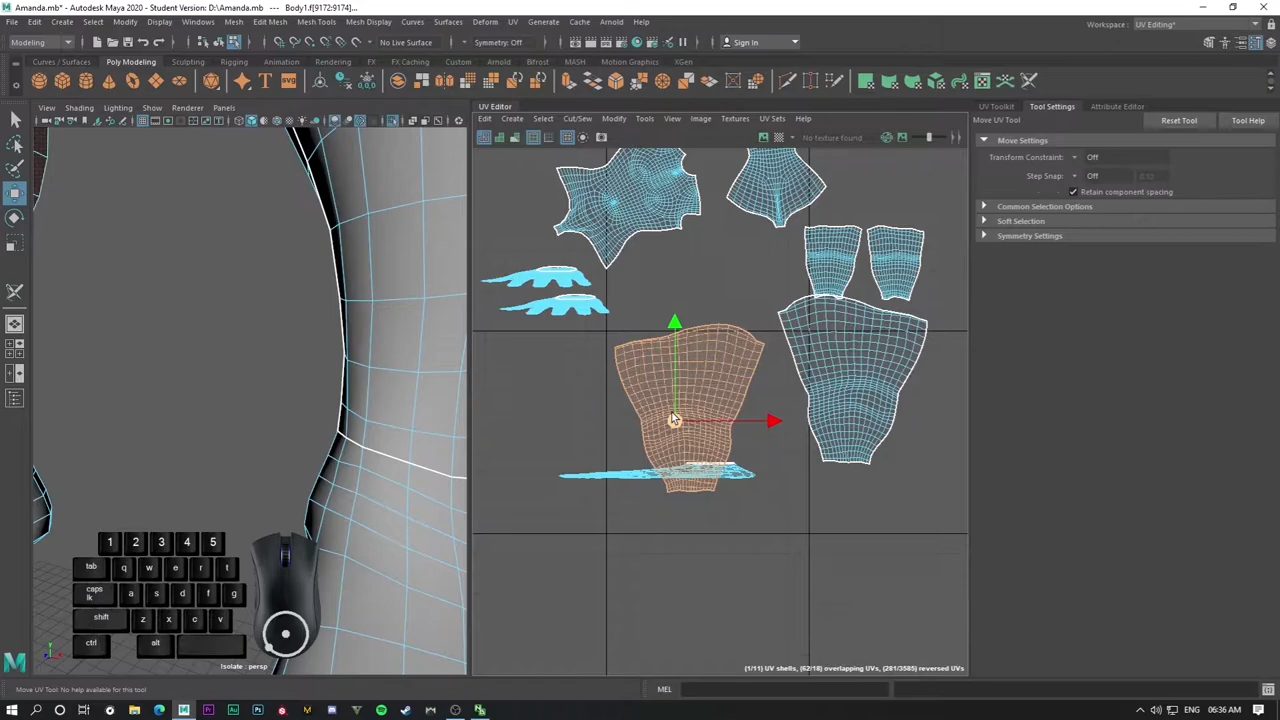 Amanda.mb* - Autodesk Maya 2020 - Student Version: D:\Amanda.mb --- Body1.f[9172:9174]...
File Edit Create Select Modify Display Windows Mesh Edit Mesh Mesh Tools Mesh Display Curves Surfaces Deform UV Generate Cache Arnold Help
Workspace : UV Editing*
Modeling No Live Surface Symmetry: Off Sign In
Curves / Surfaces Poly Modeling Sculpting Rigging Animation Rendering FX FX Caching Custom Arnold Bifrost MASH Motion Graphics XGen
View Shading Lighting Show Renderer Panels
UV Editor
Edit Create Select Cut/Sew Modify Tools View Image Textures UV Sets Help
No texture found
UV Toolkit Tool Settings Attribute Editor
Move UV Tool Reset Tool Tool Help
Move Settings
Transform Constraint: Off
Step Snap: Off
Retain component spacing
Common Selection Options
Soft Selection
Symmetry Settings
1 2 3 4 5
tab q w e r t
caps lk a s d f g
shift z x c v
ctrl alt
Isolate : persp
(1/11) UV shells, (62/18) overlapping UVs, (281/3585) reversed UVs
Move UV Tool: No help available for this tool
MEL
ENG 06:36 AM